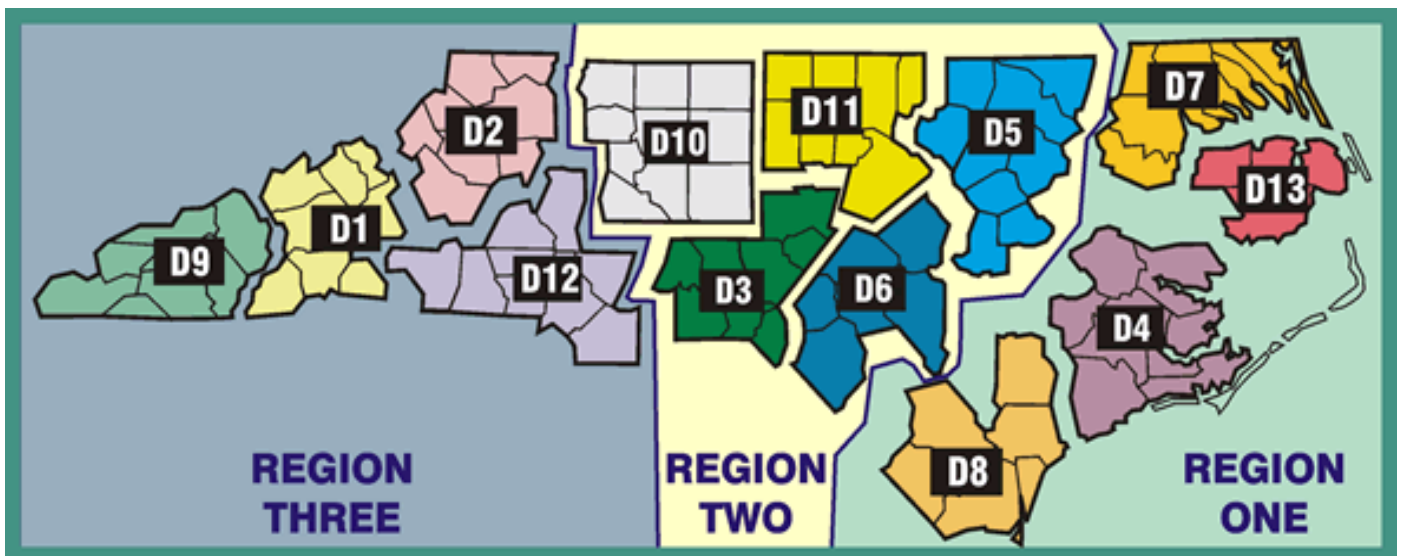 D2
D10
D11
D5
D7
D13
D9
D1
D12
D3
D6
D4
D8
REGION
THREE
REGION
TWO
REGION
ONE